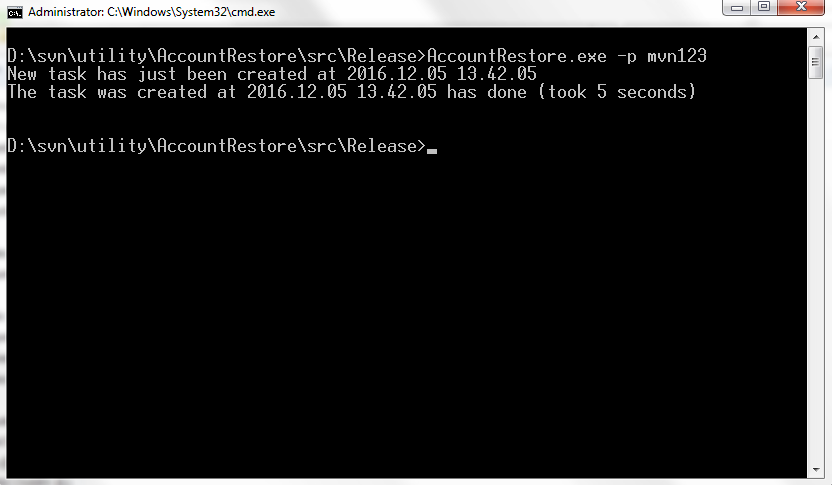 Administrator: C:\Windows\System32\cmd.exe
D:\svn\utility\AccountRestore\src\Release>AccountRestore.exe -p mvn123
New task has just been created at 2016.12.05 13.42.05
The task was created at 2016.12.05 13.42.05 has done (took 5 seconds)
D:\svn\utility\AccountRestore\src\Release>